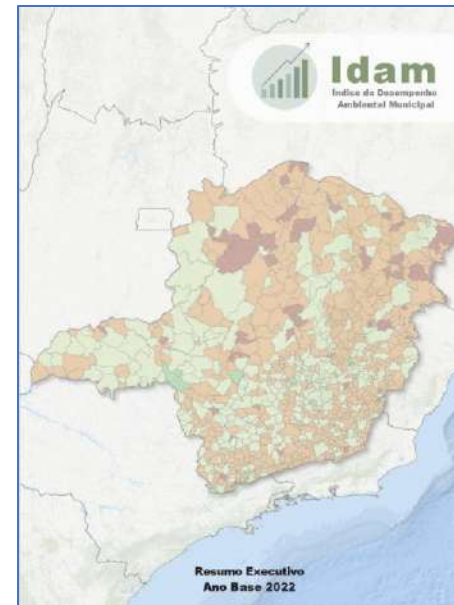 Idam
Índice de Desempenho
Ambiental Municipal
Resumo Executivo
Ano Base 2022